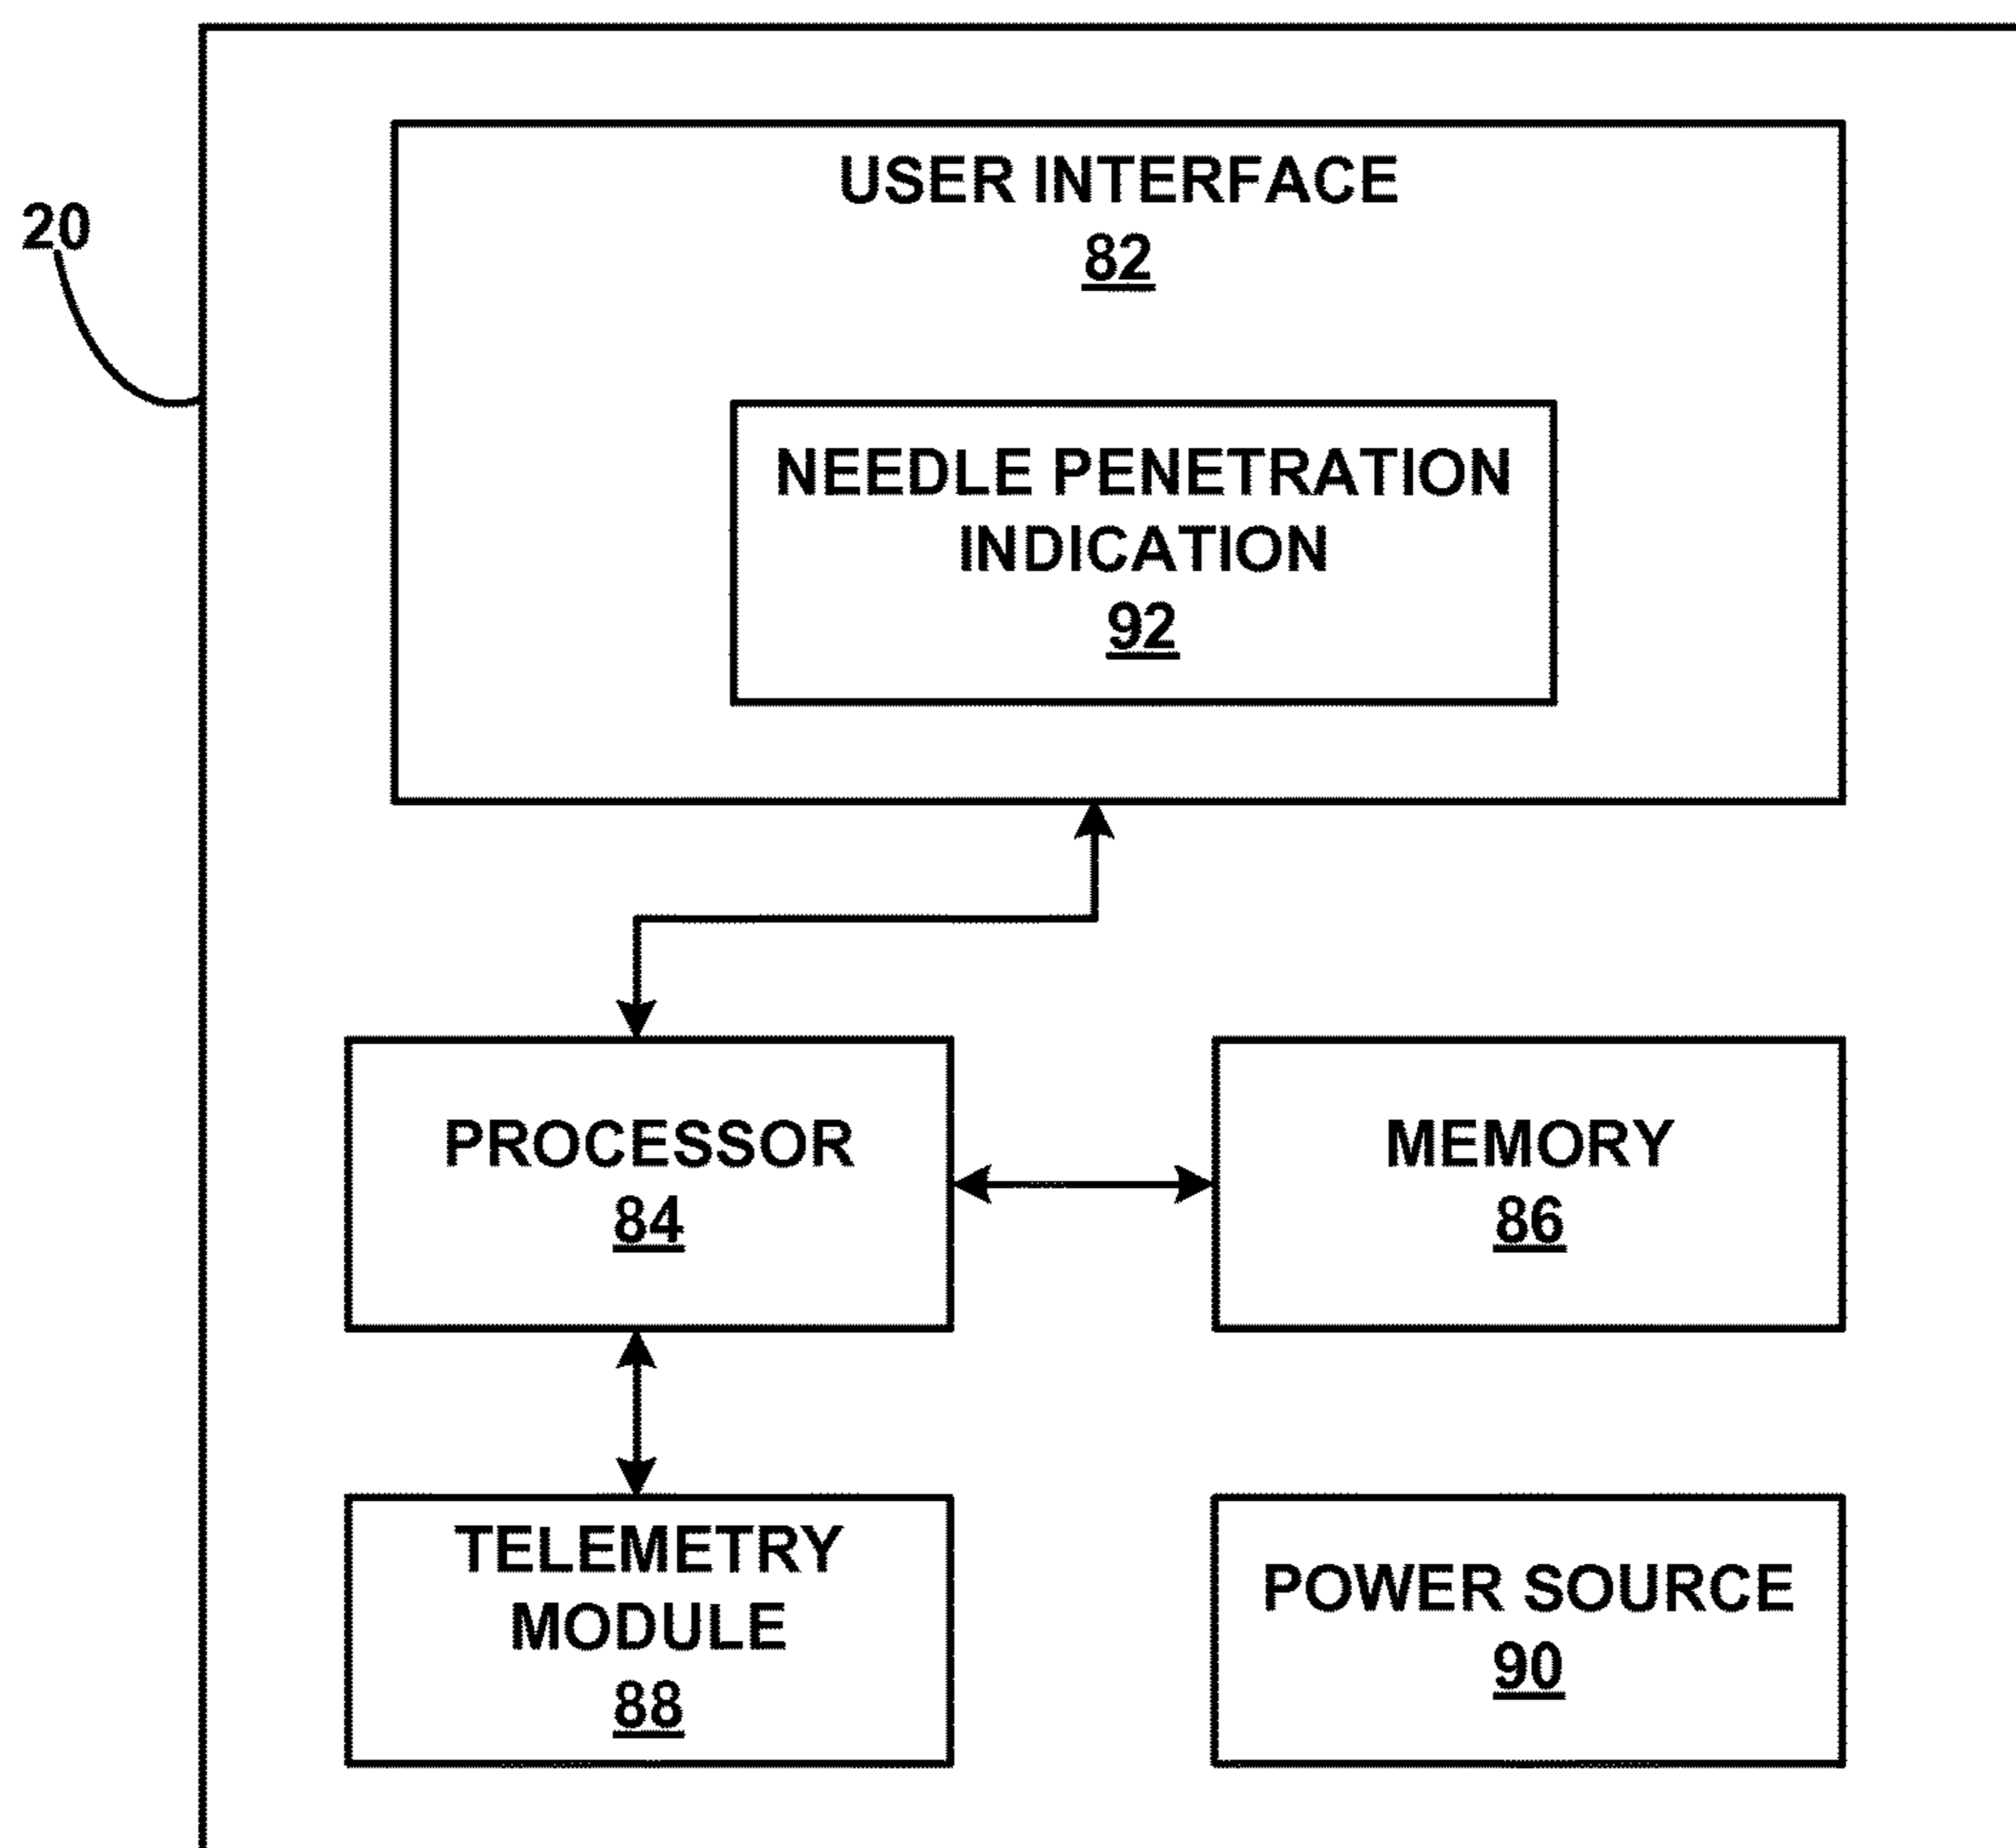 20
USER INTERFACE
82
NEEDLE PENETRATION
INDICATION
92
PROCESSOR
84
MEMORY
86
TELEMETRY
MODULE
88
POWER SOURCE
90